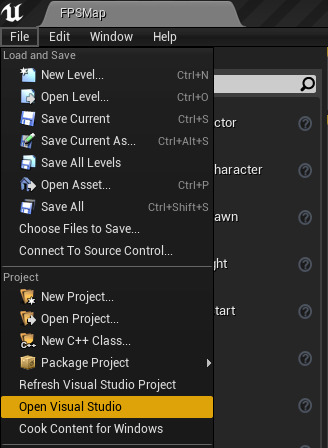 FPSMap
File Edit Window Help
Load and Save
New Level... Ctrl+N
Open Level... Ctrl+O
Save Current Ctrl+S
ctor
Save Current As... Ctrl+Alt+S
Save All Levels
haracter
Open Asset... Ctrl+P
Save All Ctrl+Shift+S
awn
Choose Files to Save...
Connect To Source Control...
ght
Project
New Project...
Open Project...
tart
New C++ Class...
Package Project
Refresh Visual Studio Project
Open Visual Studio
Cook Content for Windows